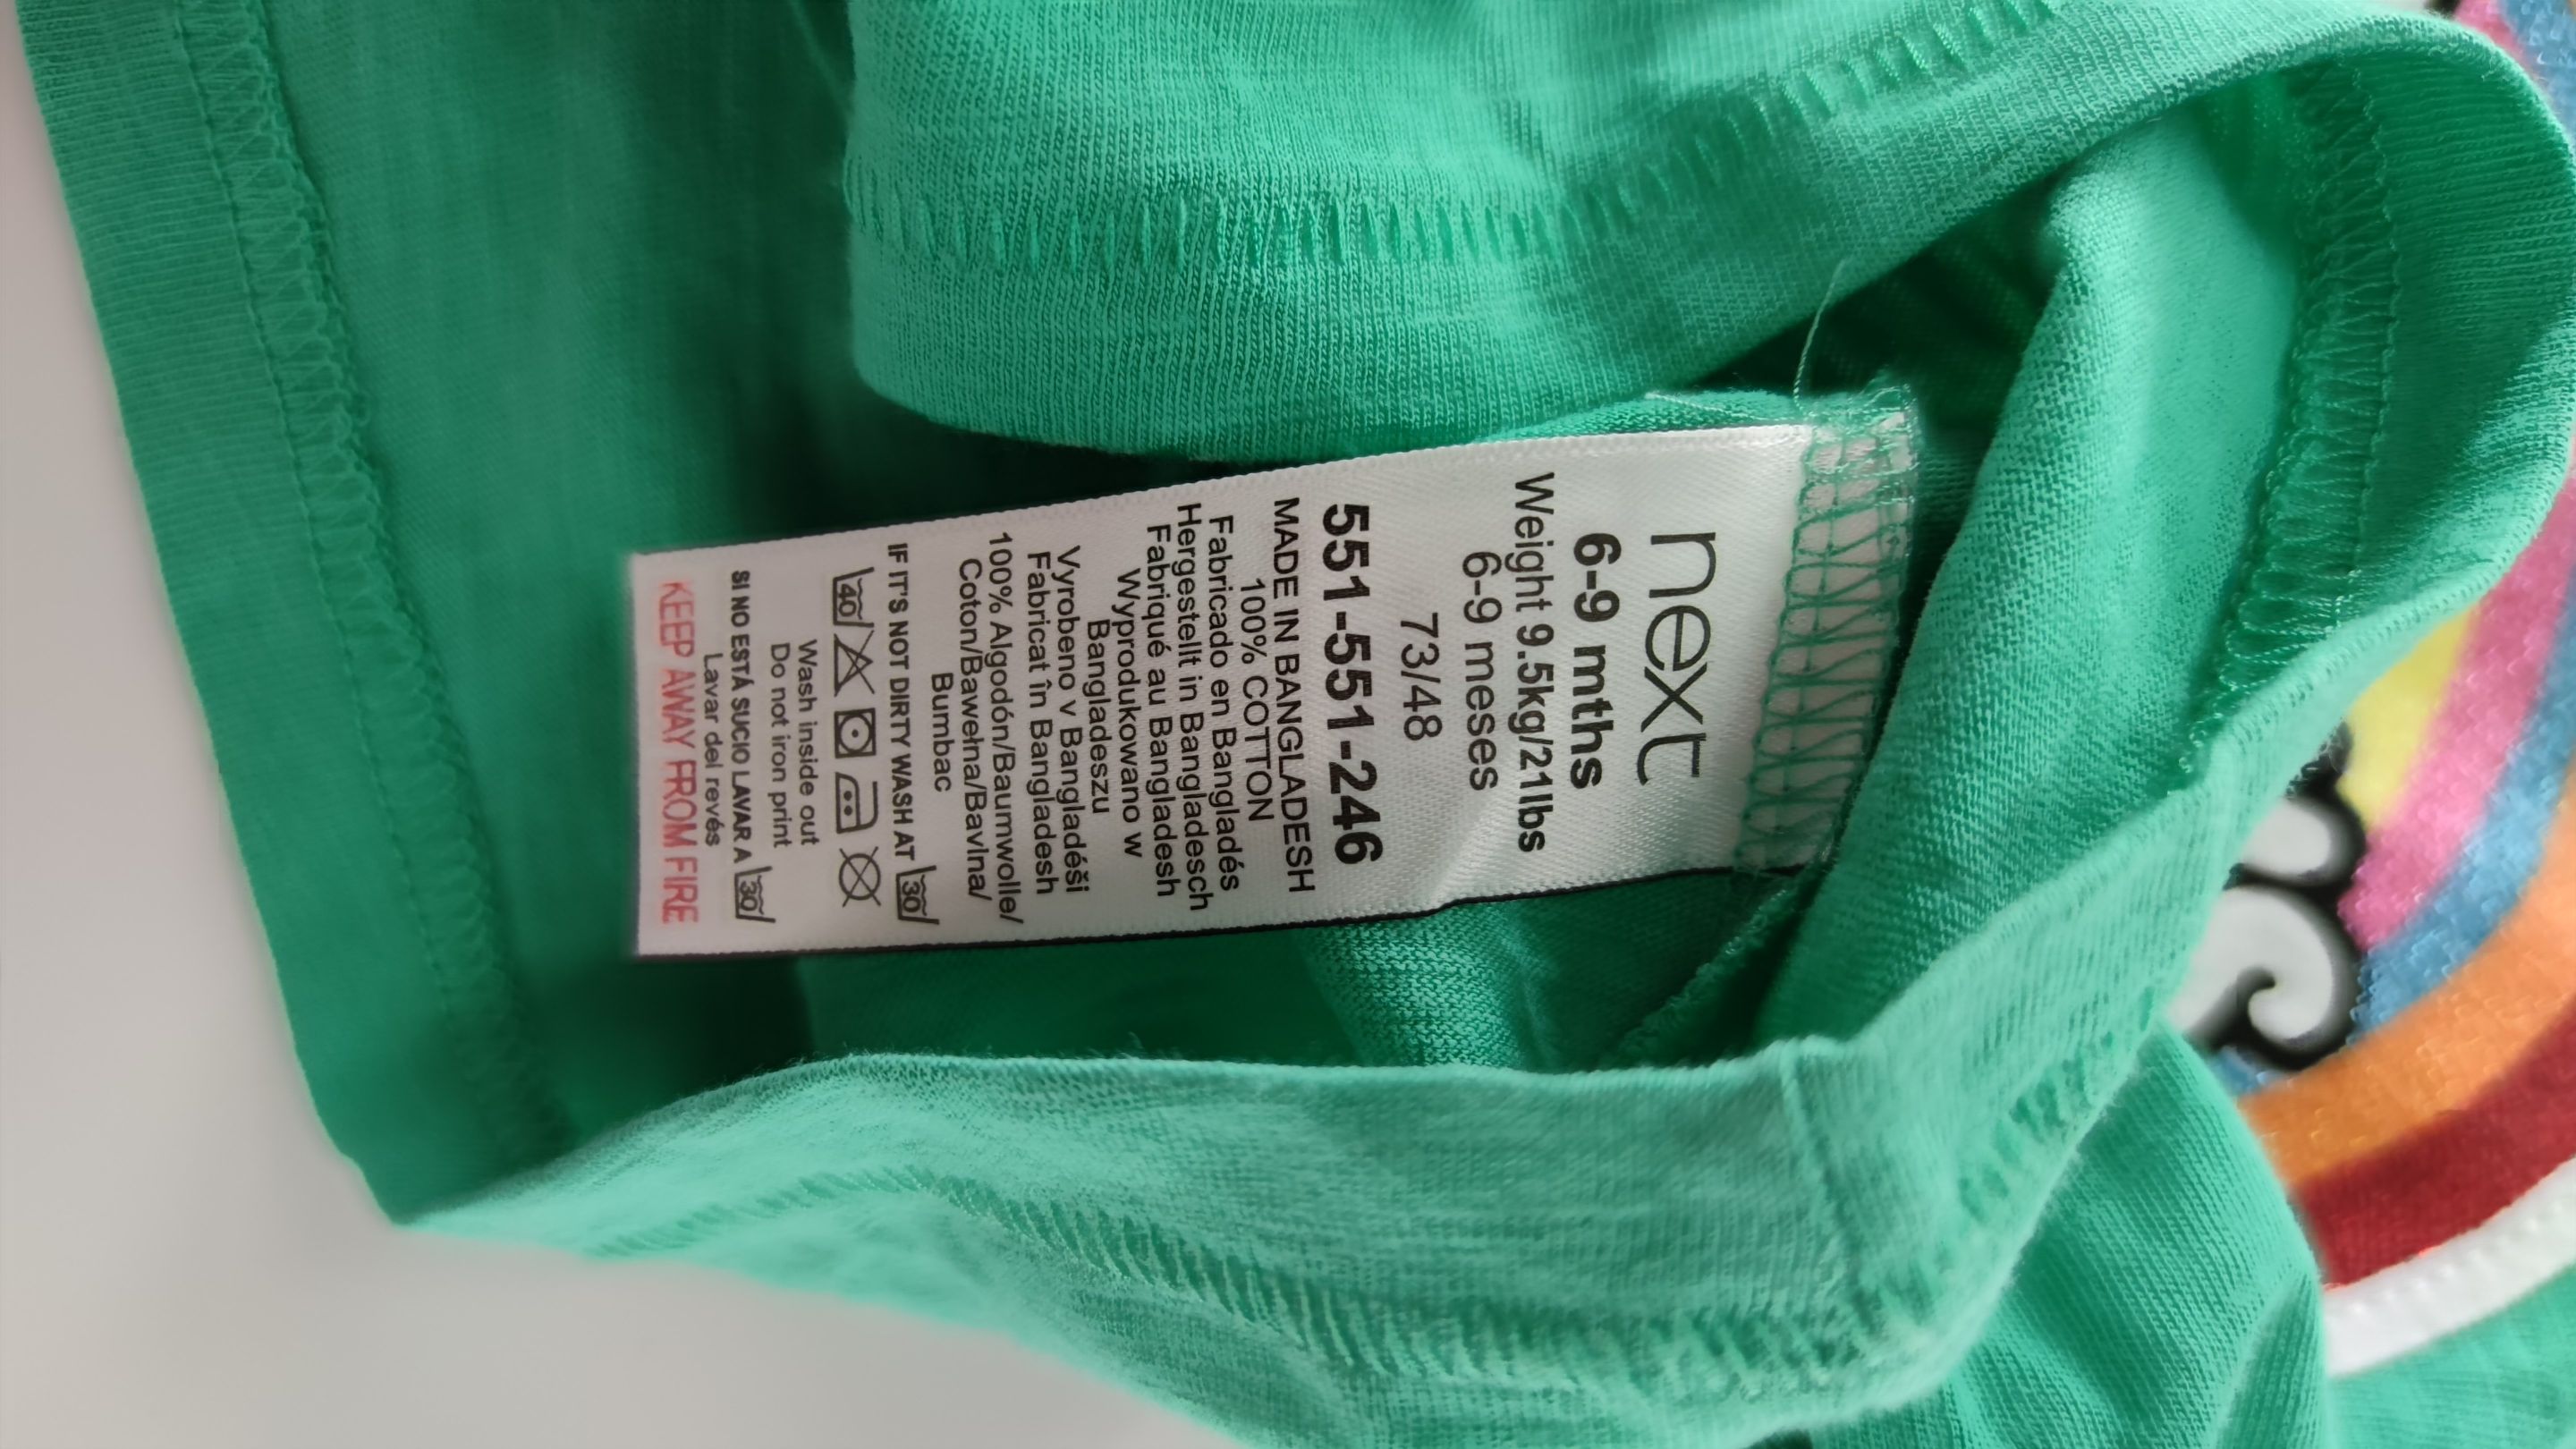 next
6-9 mths
Weight 9.5kg/21lbs
6-9 meses
73/48
551-551-246
MADE IN BANGLADESH
100% COTTON
Fabricado en Bangladés
Hergestellt in Bangladesch
Fabriqué au Bangladesh
Wyprodukowano w
Bangladeszu
Vyrobeno v Bangladéši
Fabricat în Bangladesh
100% Algodón/Baumwolle/
Coton/Bawełna/Bavlna/
Bumbac
IF IT'S NOT DIRTY WASH AT 30
40
Wash inside out
Do not iron print
SI NO ESTÁ SUCIO LAVAR A 30
Lavar del revés
KEEP AWAY FROM FIRE